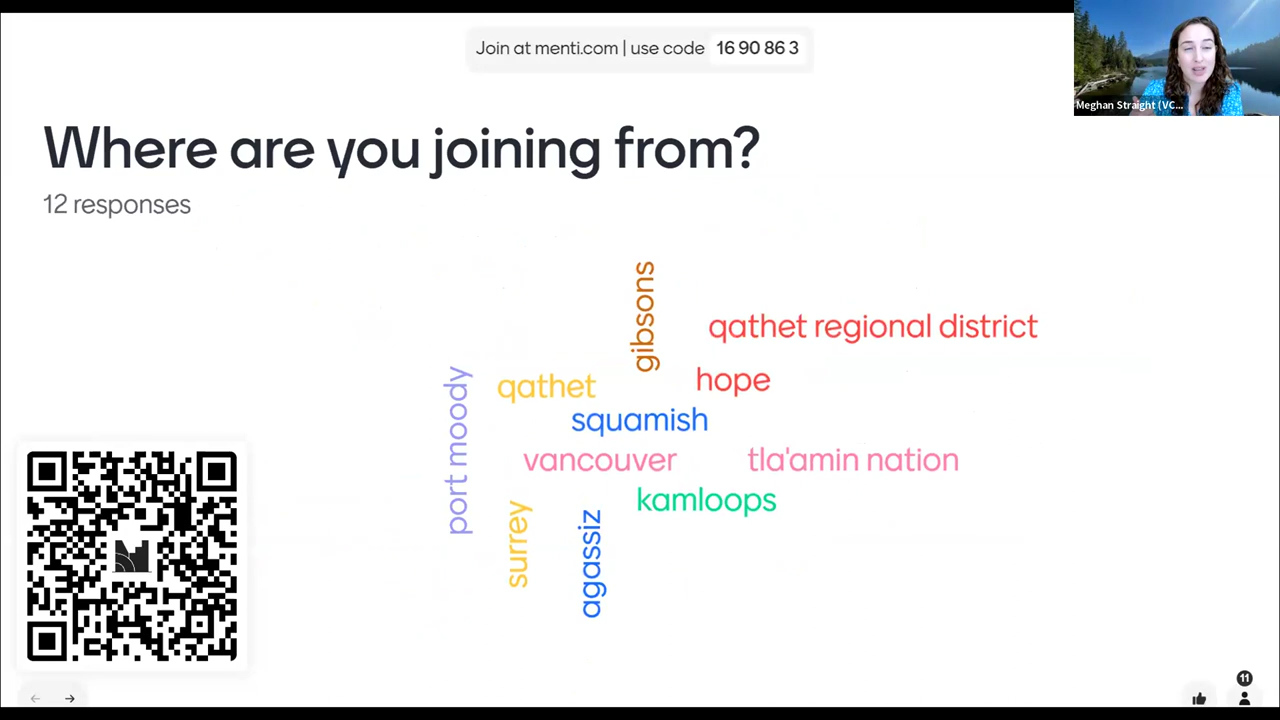 Join at menti.com | use code 16 90 86 3
Meghan Straight (VC...
Where are you joining from?
12 responses
gibsons
qathet regional district
port moody
qathet
hope
squamish
vancouver
tla'amin nation
kamloops
surrey
agassiz
11